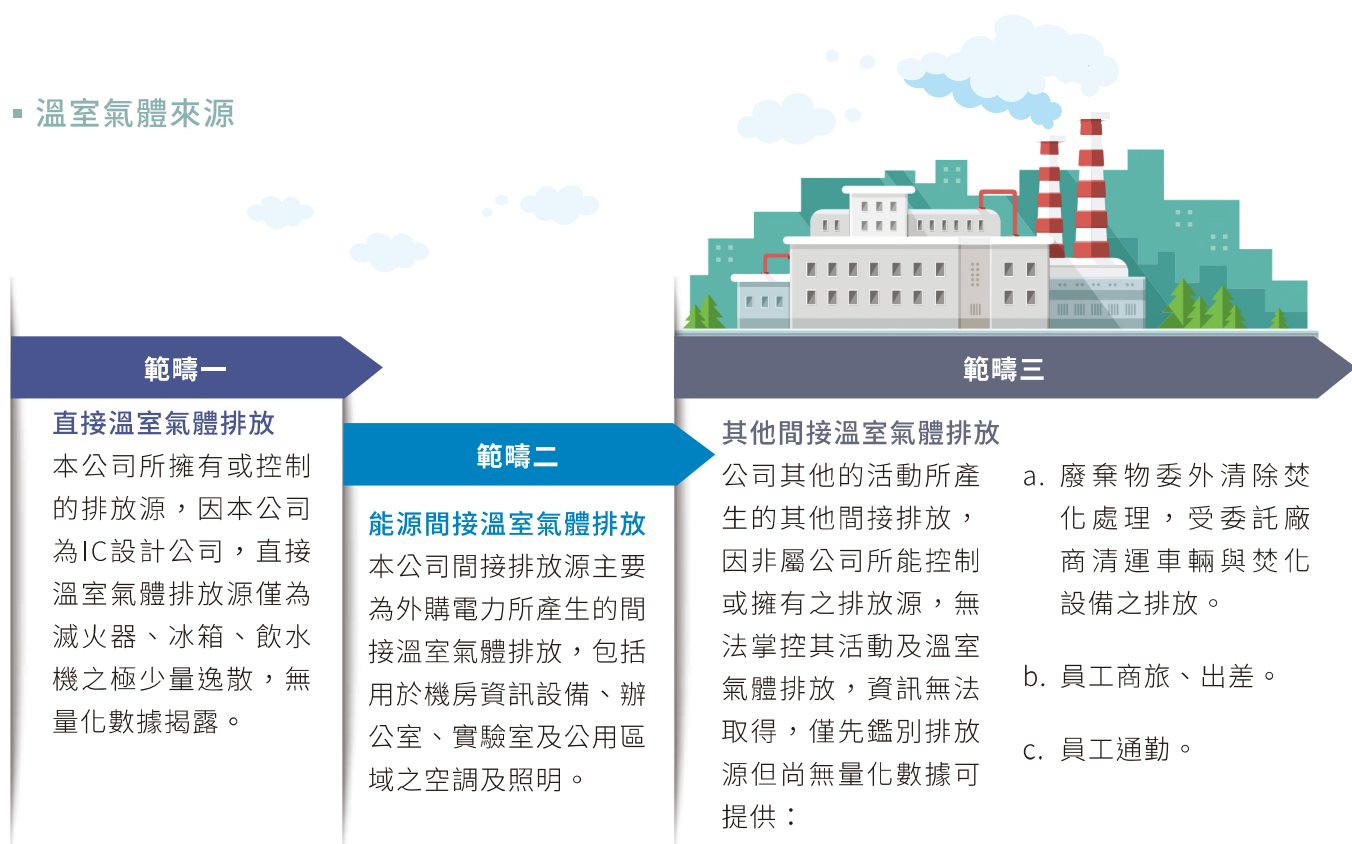 ▪ 溫室氣體來源
範疇一
直接溫室氣體排放
本公司所擁有或控制
的排放源，因本公司
為IC設計公司，直接
溫室氣體排放源僅為
滅火器、冰箱、飲水
機之極少量逸散，無
量化數據揭露。
範疇二
能源間接溫室氣體排放
本公司間接排放源主要
為外購電力所產生的間
接溫室氣體排放，包括
用於機房資訊設備、辦
公室、實驗室及公用區
域之空調及照明。
範疇三
其他間接溫室氣體排放
公司其他的活動所產
生的其他間接排放，
因非屬公司所能控制
或擁有之排放源，無
法掌控其活動及溫室
氣體排放，資訊無法
取得，僅先鑑別排放
源但尚無量化數據可
提供：
a. 廢棄物委外清除焚
化處理，受委託廠
商清運車輛與焚化
設備之排放。
b. 員工商旅、出差。
c. 員工通勤。